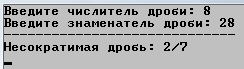 Введите числитель дроби: 8
Введите знаменатель дроби: 28
------------------------------
Несократимая дробь: 2/7